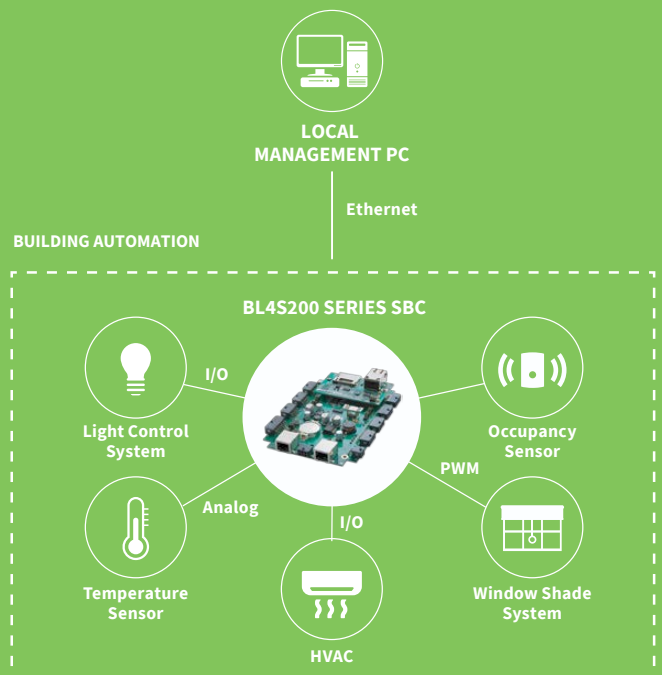 LOCAL
MANAGEMENT PC
Ethernet
BUILDING AUTOMATION
BL4S200 SERIES SBC
I/O
Light Control
System
Occupancy
Sensor
PWM
Analog
I/O
Temperature
Sensor
Window Shade
System
HVAC